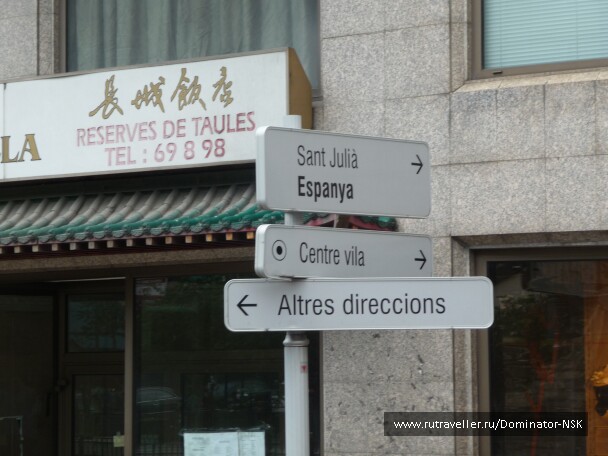 長城飯店
LA
RESERVES DE TAULES
TEL : 69 8 98
Sant Julià
Espanya
Centre vila
Altres direccions
www.rutraveller.ru/Dominator-NSK